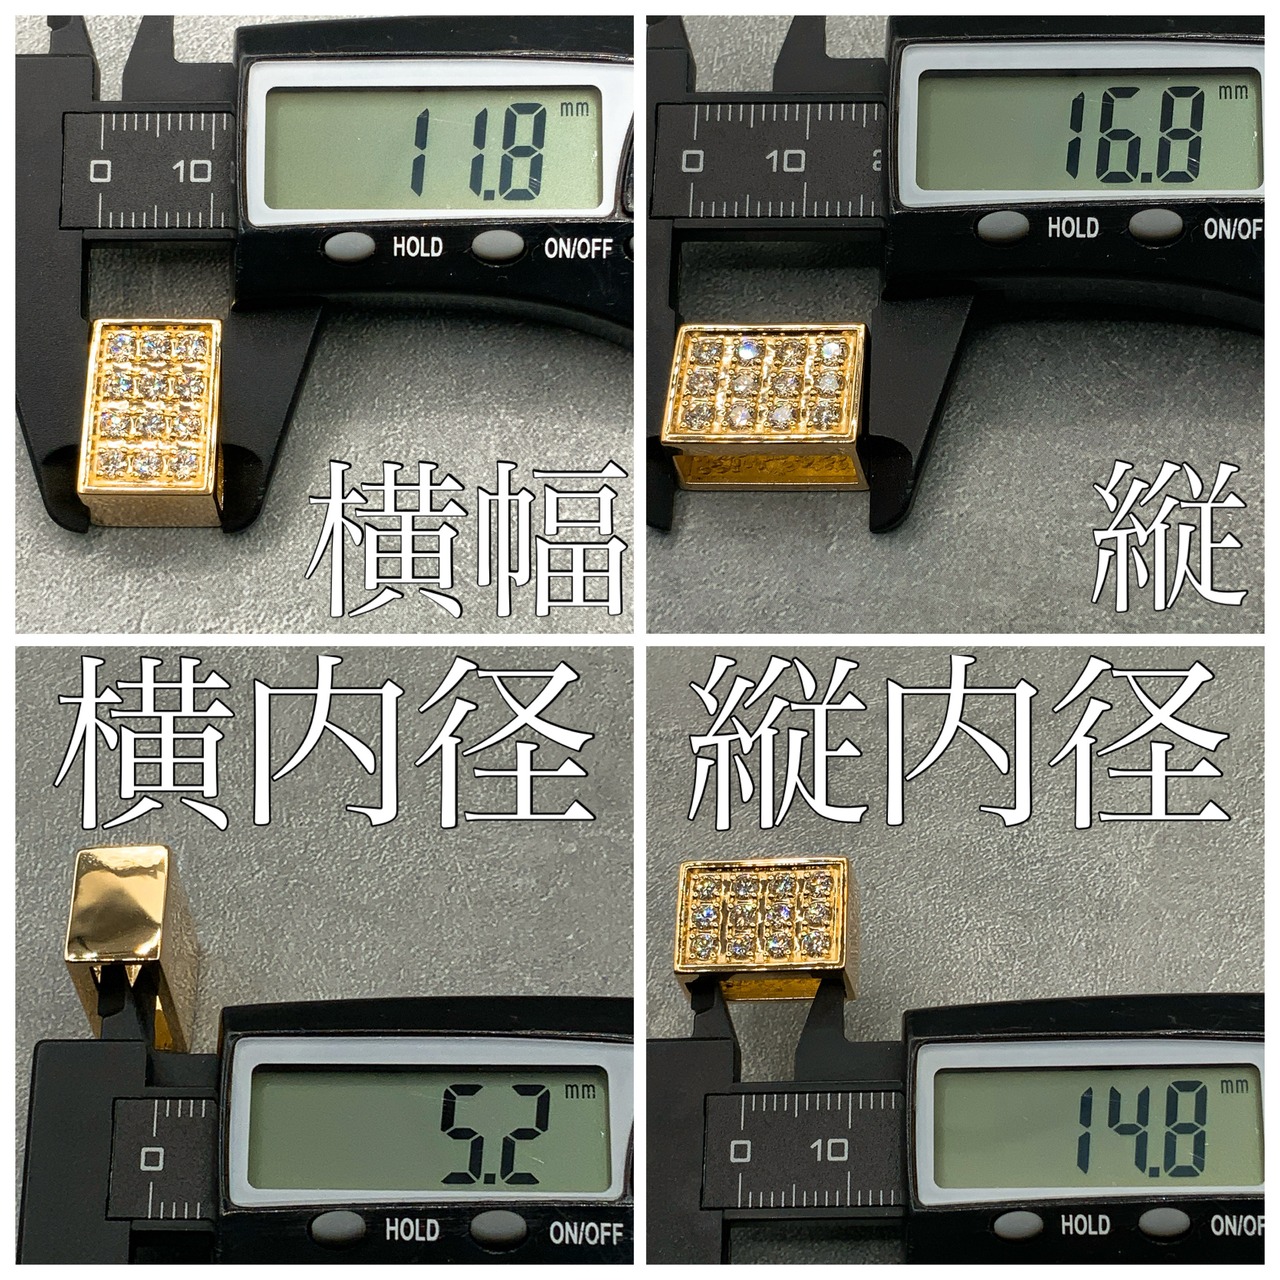 11.8 mm
0 10
HOLD ON/OFF
横幅
16.8 mm
0 10
HOLD ON/OF
縦
横内径
5.2 mm
0
HOLD ON/OFF
縦内径
14.8 mm
0 10
HOLD ON/OF